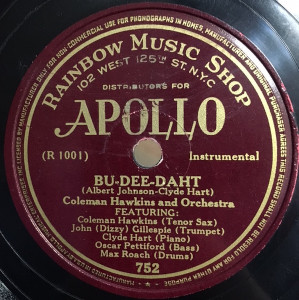 RAINBOW MUSIC SHOP
102 WEST 125TH ST. N.Y.C
DISTRIBUTORS FOR
APOLLO
(R 1001) Instrumental
BU-DEE-DAHT
(Albert Johnson-Clyde Hart)
Coleman Hawkins and Orchestra
FEATURING:
Coleman Hawkins (Tenor Sax)
John (Dizzy) Gillespie (Trumpet)
Clyde Hart (Piano)
Oscar Pettiford (Bass)
Max Roach (Drums)
752